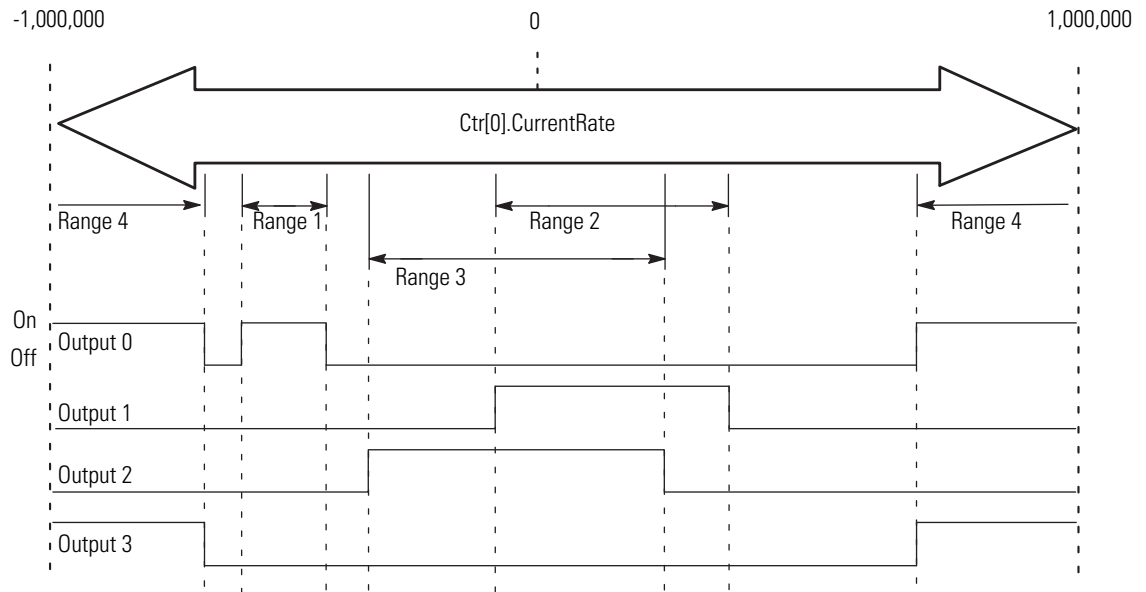 -1,000,000 0 1,000,000
Ctr[0].CurrentRate
Range 4 Range 1 Range 2 Range 4
Range 3
On
Output 0
Off
Output 1
Output 2
Output 3